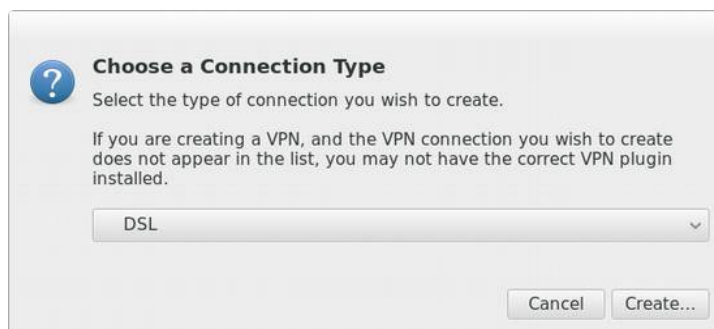 Choose a Connection Type
Select the type of connection you wish to create.
If you are creating a VPN, and the VPN connection you wish to create
does not appear in the list, you may not have the correct VPN plugin
installed.
DSL
Cancel
Create...